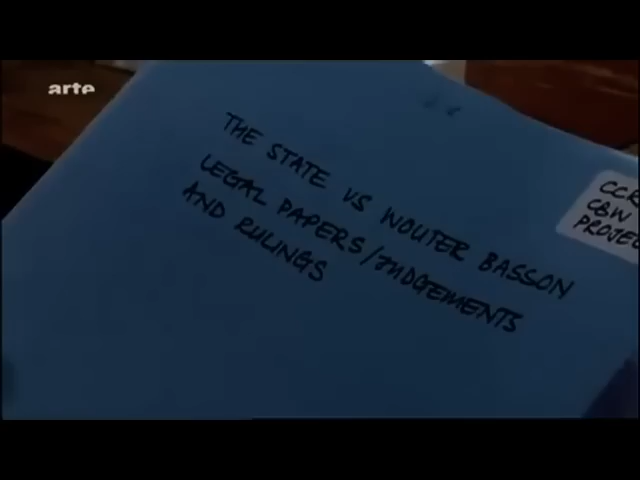 arte
THE STATE VS WOUTER BASSON
LEGAL PAPERS/JUDGEMENTS
AND RULINGS
CCR
CBW
PROJEC